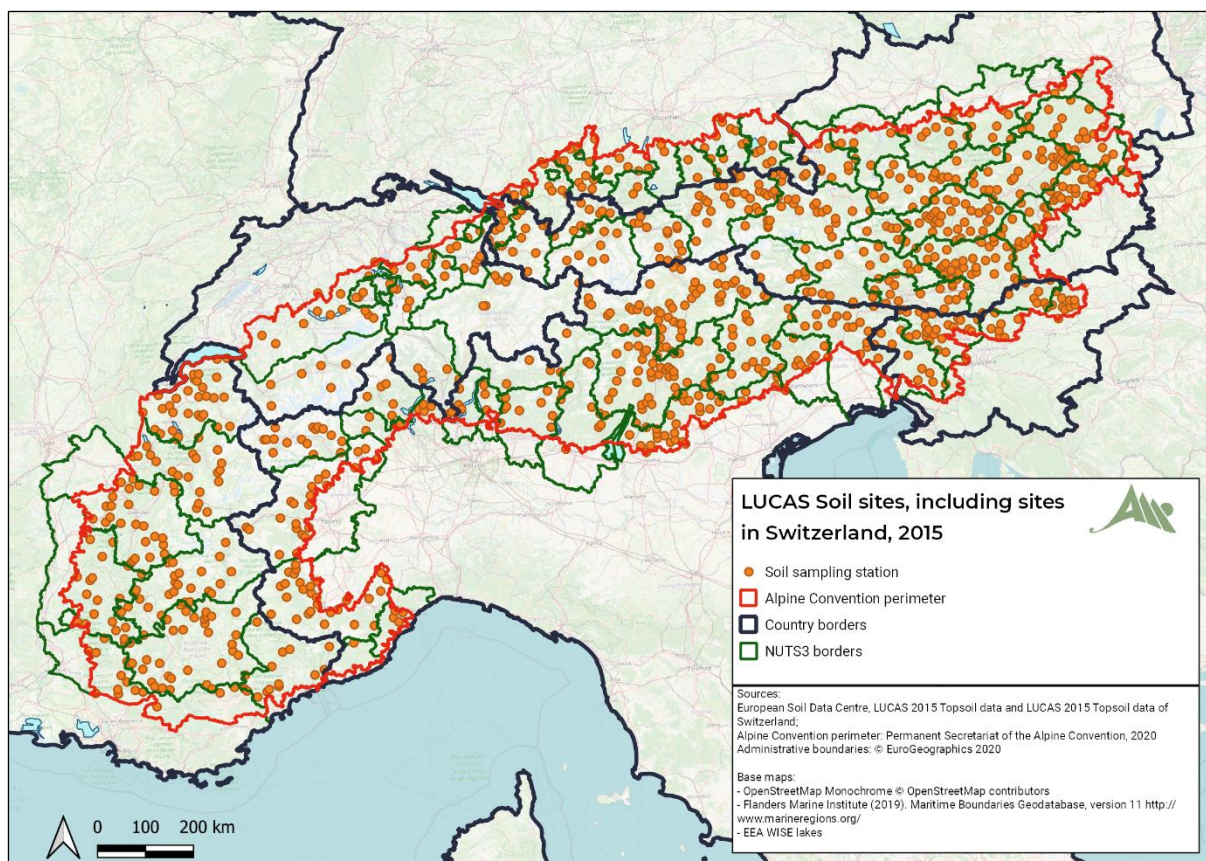 LUCAS Soil sites, including sites
in Switzerland, 2015
Soil sampling station
Alpine Convention perimeter
Country borders
NUTS3 borders
Sources:
European Soil Data Centre, LUCAS 2015 Topsoil data and LUCAS 2015 Topsoil data of
Switzerland;
Alpine Convention perimeter: Permanent Secretariat of the Alpine Convention, 2020
Administrative boundaries: © EuroGeographics 2020
Base maps:
- OpenStreetMap Monochrome © OpenStreetMap contributors
- Flanders Marine Institute (2019). Maritime Boundaries Geodatabase, version 11 http://
www.marineregions.org/
- EEA WISE lakes
0 100 200 km